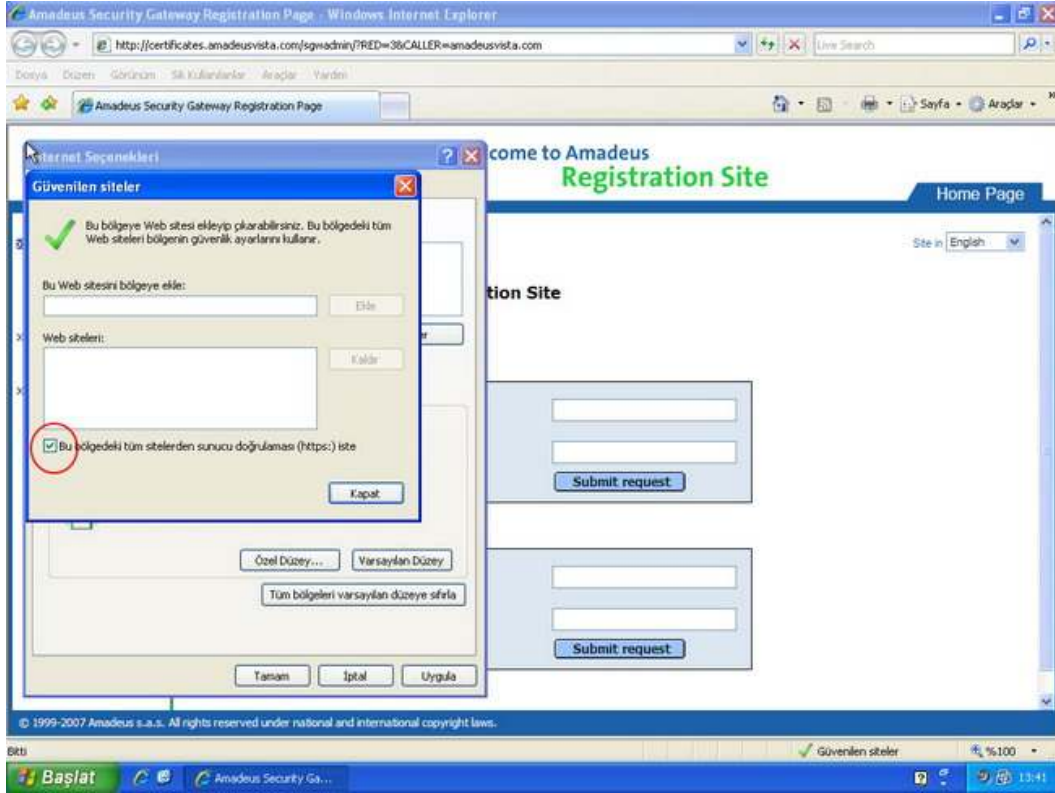 Amadeus Security Gateway Registration Page - Windows Internet Explorer
http://certificates.amadeusvista.com/sgwadmin/?RED=3&CALLER=amadeusvista.com
Live Search
Dosya Düzen Görünüm Sık Kullanılanlar Araçlar Yardım
Amadeus Security Gateway Registration Page
Sayfa
Araçlar
İnternet Seçenekleri
come to Amadeus
Registration Site
Home Page
Güvenilen siteler
Bu bölgeye Web sitesi ekleyip çıkarabilirsiniz. Bu bölgedeki tüm
Web siteleri bölgenin güvenlik ayarlarını kullanır.
Site in English
Bu Web sitesini bölgeye ekle:
Ekle
tion Site
Web siteleri:
Kaldır
Bu bölgedeki tüm sitelerden sunucu doğrulaması (https:) iste
Kapat
Submit request
Özel Düzey... Varsayılan Düzey
Tüm bölgeleri varsayılan düzeye sıfırla
Submit request
Tamam İptal Uygula
© 1999-2007 Amadeus s.a.s. All rights reserved under national and international copyright laws.
Bitti
Güvenilen siteler
%100
Başlat
Amadeus Security Ga...
13:41